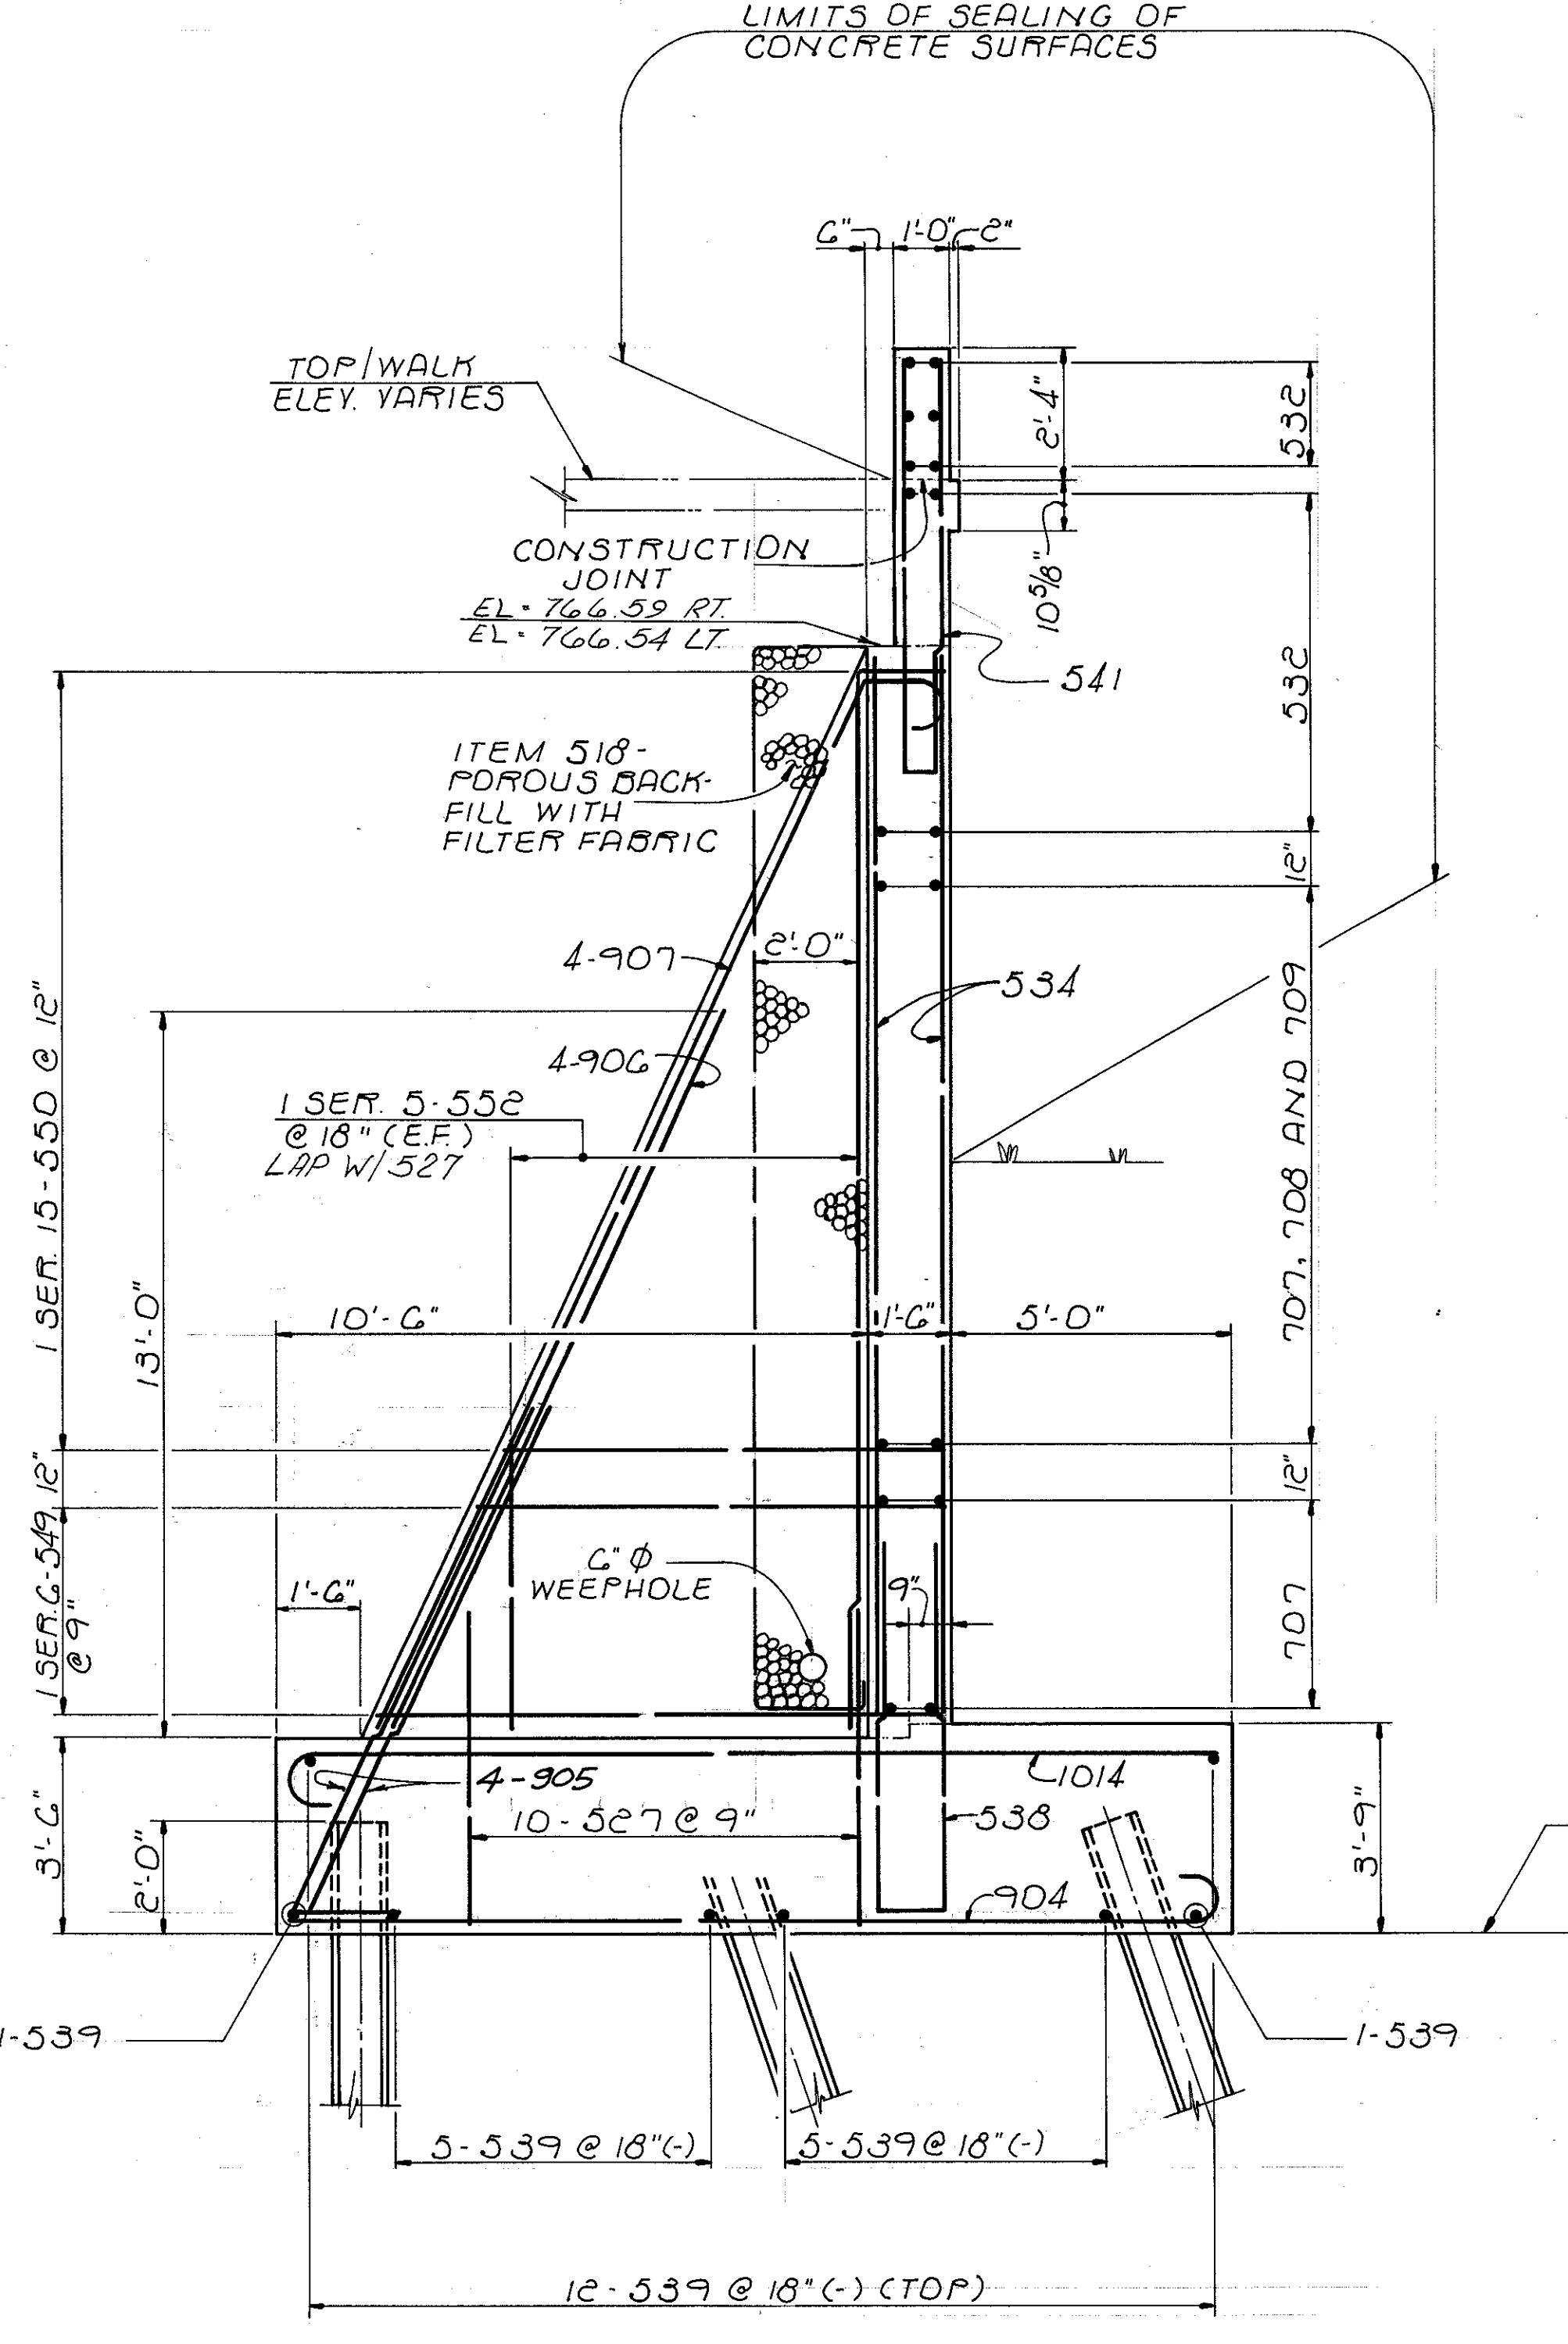 LIMITS OF SEALING OF
CONCRETE SURFACES
6"
1'-0"
2"
TOP/WALK
ELEV. VARIES
2'-4"
532
CONSTRUCTION
JOINT
EL= 766.59 RT.
EL= 766.54 LT.
10 5/8"
541
532
ITEM 518-
POROUS BACK-
FILL WITH
FILTER FABRIC
12"
4-907
2'-0"
534
4-906
1 SER. 5-552
@ 18" (E.F.)
LAP W/ 527
1 SER. 15-550 @ 12"
13'-0"
707, 708 AND 709
10'-6"
1'-6"
5'-0"
12"
12"
1 SER. 6-549
@ 9"
1'-6"
6" Φ
WEEPHOLE
9"
707
4-905
1014
3'-6"
2'-0"
10-527 @ 9"
538
3'-9"
904
1-539
1-539
5-539 @ 18"(-)
5-539 @ 18"(-)
12-539 @ 18"(-) (TOP)